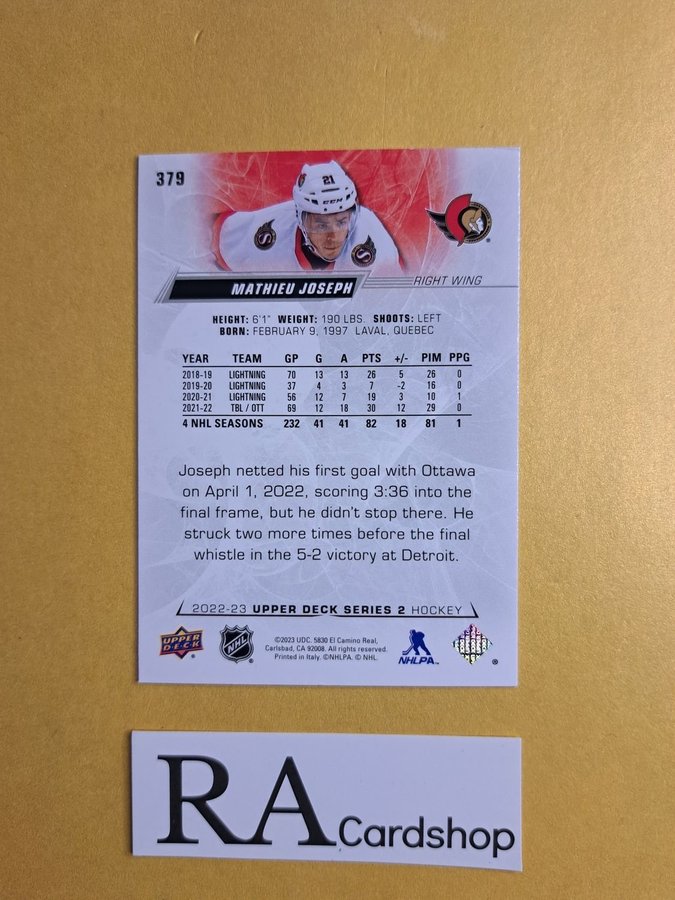 379
21
CCM
MATHIEU JOSEPH
RIGHT WING
HEIGHT: 6'1" WEIGHT: 190 LBS. SHOOTS: LEFT
BORN: FEBRUARY 9, 1997 LAVAL, QUEBEC
YEAR TEAM GP G A PTS +/- PIM PPG
2018-19 LIGHTNING 70 13 13 26 5 26 0
2019-20 LIGHTNING 37 4 3 7 -2 16 0
2020-21 LIGHTNING 56 12 7 19 3 10 1
2021-22 TBL / OTT 69 12 18 30 12 29 0
4 NHL SEASONS 232 41 41 82 18 81 1
Joseph netted his first goal with Ottawa
on April 1, 2022, scoring 3:36 into the
final frame, but he didn't stop there. He
struck two more times before the final
whistle in the 5-2 victory at Detroit.
2022-23 UPPER DECK SERIES 2 HOCKEY
UPPER DECK
NHL
©2023 UDC. 5830 El Camino Real,
Carlsbad, CA 92008. All rights reserved.
Printed in Italy. ©NHLPA. © NHL.
NHLPA
RA Cardshop